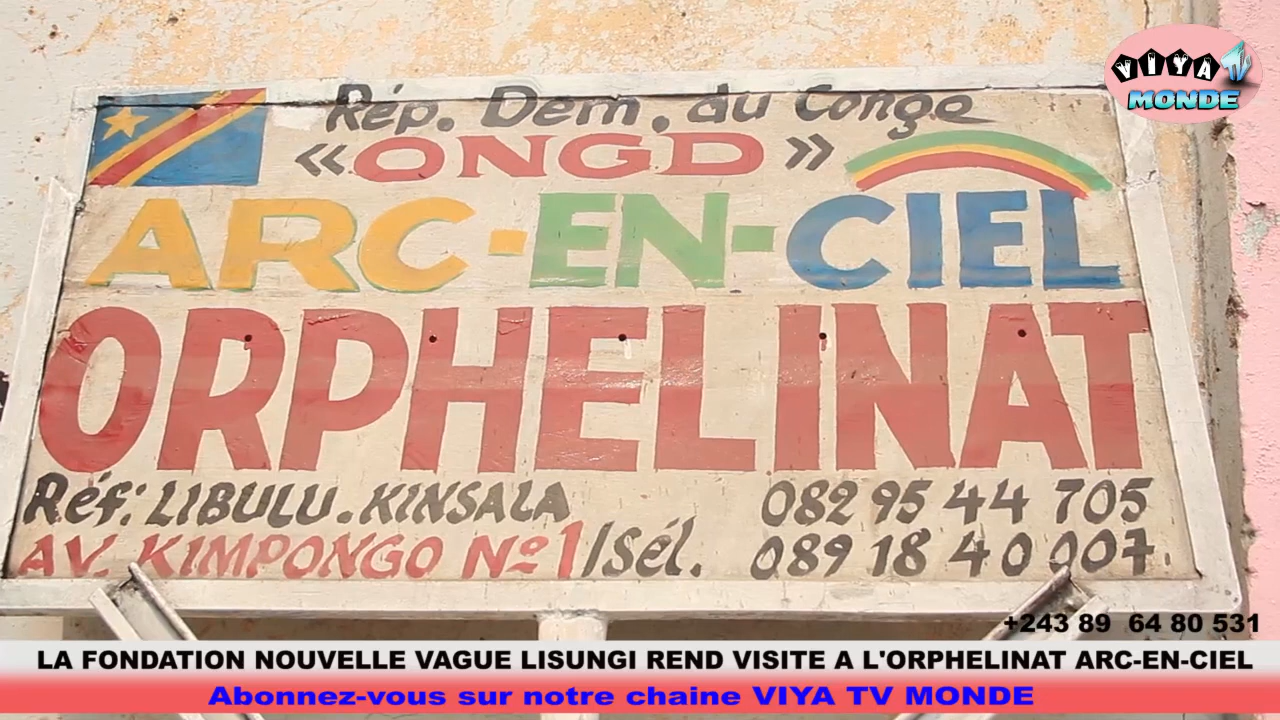 VIYA TV
MONDE
Rép. Dem. du Congo
«ONGD»
ARC-EN-CIEL
ORPHELINAT
Réf: LIBULU.KINSALA 082 95 44 705
AV. KIMPONGO Nº1/Sél. 089 18 40 007.
+243 89 64 80 531
LA FONDATION NOUVELLE VAGUE LISUNGI REND VISITE A L'ORPHELINAT ARC-EN-CIEL
Abonnez-vous sur notre chaine VIYA TV MONDE